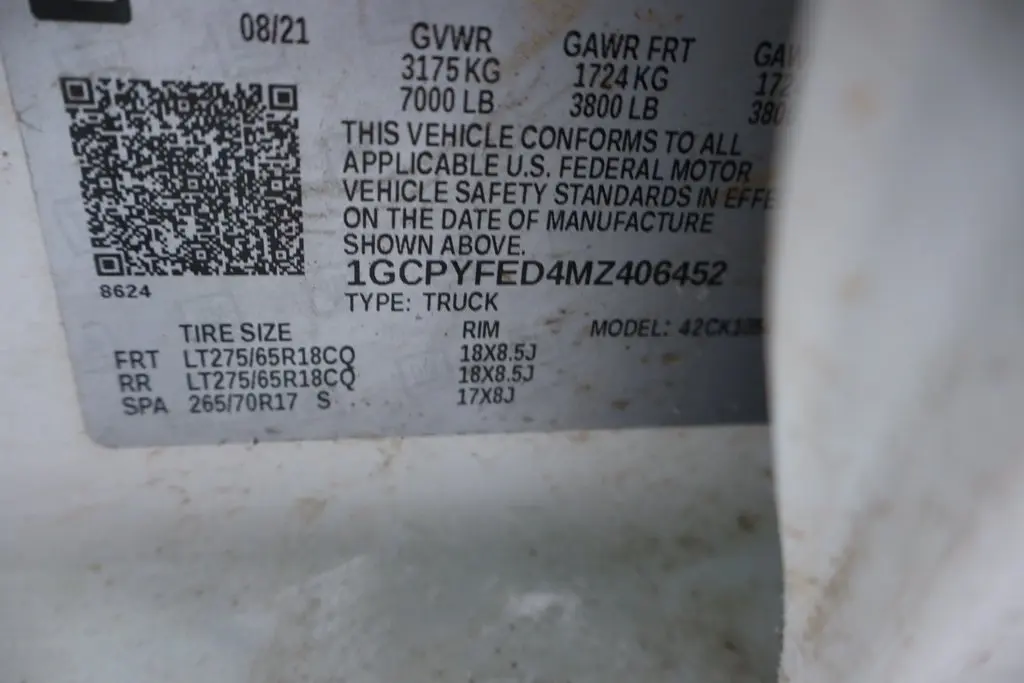 08/21 GVWR GAWR FRT
3175 KG 1724 KG
7000 LB 3800 LB
THIS VEHICLE CONFORMS TO ALL
APPLICABLE U.S. FEDERAL MOTOR
VEHICLE SAFETY STANDARDS IN EFFE
ON THE DATE OF MANUFACTURE
SHOWN ABOVE.
1GCPYFED4MZ406452
8624
TYPE: TRUCK
TIRE SIZE RIM MODEL:
FRT LT275/65R18CQ 18X8.5J
RR LT275/65R18CQ 18X8.5J
SPA 265/70R17 S 17X8J